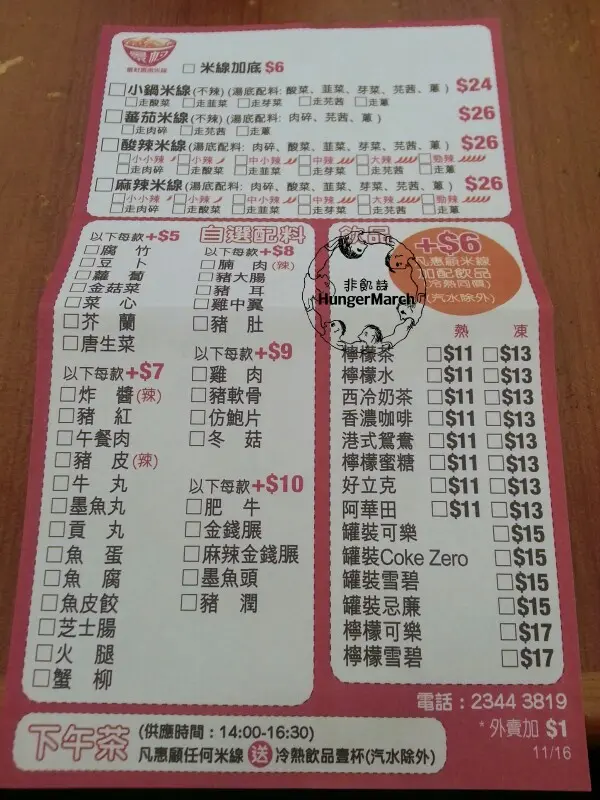 米線加底 $6
小鍋米線(不辣) (湯底配料: 酸菜、韮菜、芽菜、芫茜、蔥) $24
走酸菜 走韮菜 走芽菜 走芫茜 走蔥
蕃茄米線(不辣) (湯底配料: 肉碎、芫茜、蔥) $26
走肉碎 走芫茜 走蔥
酸辣米線(湯底配料: 肉碎、酸菜、韮菜、芽菜、芫茜、蔥) $26
小小辣 小辣 中小辣 中辣 大辣 勁辣
走肉碎 走酸菜 走韮菜 走芽菜 走芫茜 走蔥
麻辣米線(湯底配料: 肉碎、酸菜、韮菜、芽菜、芫茜、蔥) $26
小小辣 小辣 中小辣 中辣 大辣 勁辣
走肉碎 走酸菜 走韮菜 走芽菜 走芫茜 走蔥
自選配料
以下每款+$5
腐竹
豆卜
蘿蔔
金菇菜
菜心
芥蘭
唐生菜
以下每款+$7
炸醬(辣)
豬紅
午餐肉
豬皮(辣)
牛丸
墨魚丸
貢丸
魚蛋
魚腐
魚皮餃
芝士腸
火腿
蟹柳
以下每款+$8
腩肉(辣)
豬大腸
豬耳
雞中翼
豬肚
以下每款+$9
雞肉
豬軟骨
仿鮑片
冬菇
以下每款+$10
肥牛
金錢𦟌
麻辣金錢𦟌
墨魚頭
豬潤
飲品
+$6
凡惠顧米線
加配飲品
(冷熱同價)
(汽水除外)
非飢詩
HungerMarch
熱 凍
檸檬茶 $11 $13
檸檬水 $11 $13
西冷奶茶 $11 $13
香濃咖啡 $11 $13
港式鴛鴦 $11 $13
檸檬蜜糖 $11 $13
好立克 $11 $13
阿華田 $11 $13
罐裝可樂 $15
罐裝Coke Zero $15
罐裝雪碧 $15
罐裝忌廉 $15
檸檬可樂 $17
檸檬雪碧 $17
電話：2344 3819
*外賣加 $1
11/16
下午茶 (供應時間：14:00-16:30)
凡惠顧任何米線 送 冷熱飲品壹杯(汽水除外)